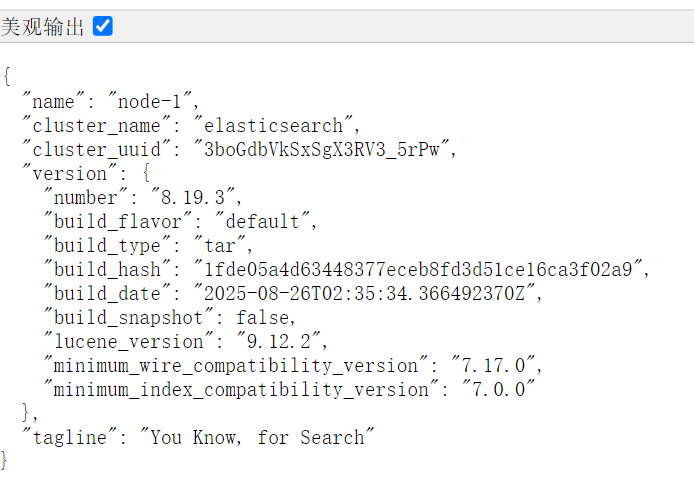 美观输出
{
  "name": "node-1",
  "cluster_name": "elasticsearch",
  "cluster_uuid": "3boGdbVkSxSgX3RV3_5rPw",
  "version": {
    "number": "8.19.3",
    "build_flavor": "default",
    "build_type": "tar",
    "build_hash": "1fde05a4d63448377eceb8fd3d51ce16ca3f02a9",
    "build_date": "2025-08-26T02:35:34.366492370Z",
    "build_snapshot": false,
    "lucene_version": "9.12.2",
    "minimum_wire_compatibility_version": "7.17.0",
    "minimum_index_compatibility_version": "7.0.0"
  },
  "tagline": "You Know, for Search"
}